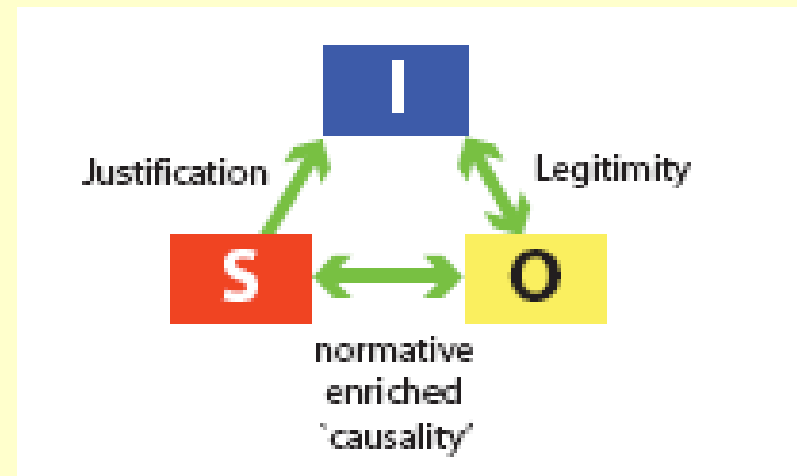 I
Justification
Legitimity
S
O
normative
enriched
`causality'